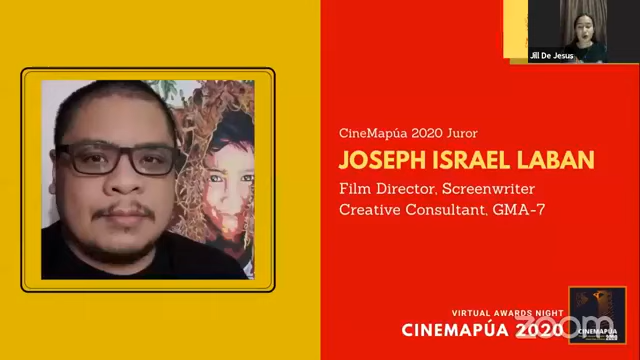 Jill De Jesus
CineMapúa 2020 Juror
JOSEPH ISRAEL LABAN
Film Director, Screenwriter
Creative Consultant, GMA-7
VIRTUAL AWARDS NIGHT
CINEMAPÚA 2020
zoom
CINEMAPÚA
2020